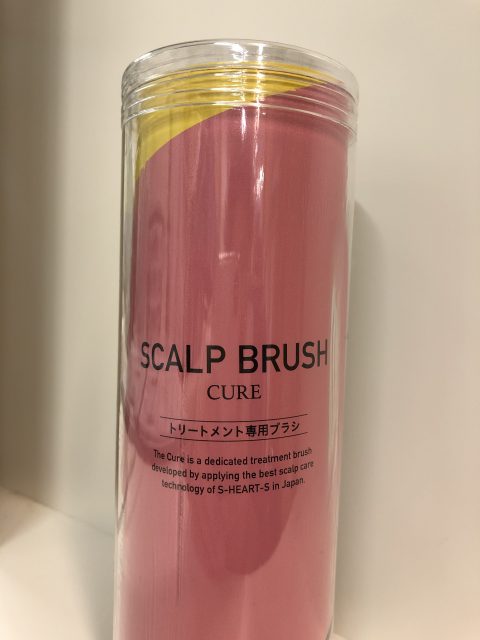 SCALP BRUSH
CURE
トリートメント専用ブラシ
The Cure is a dedicated treatment brush
developed by applying the best scalp care
technology of S-HEART-S in Japan.